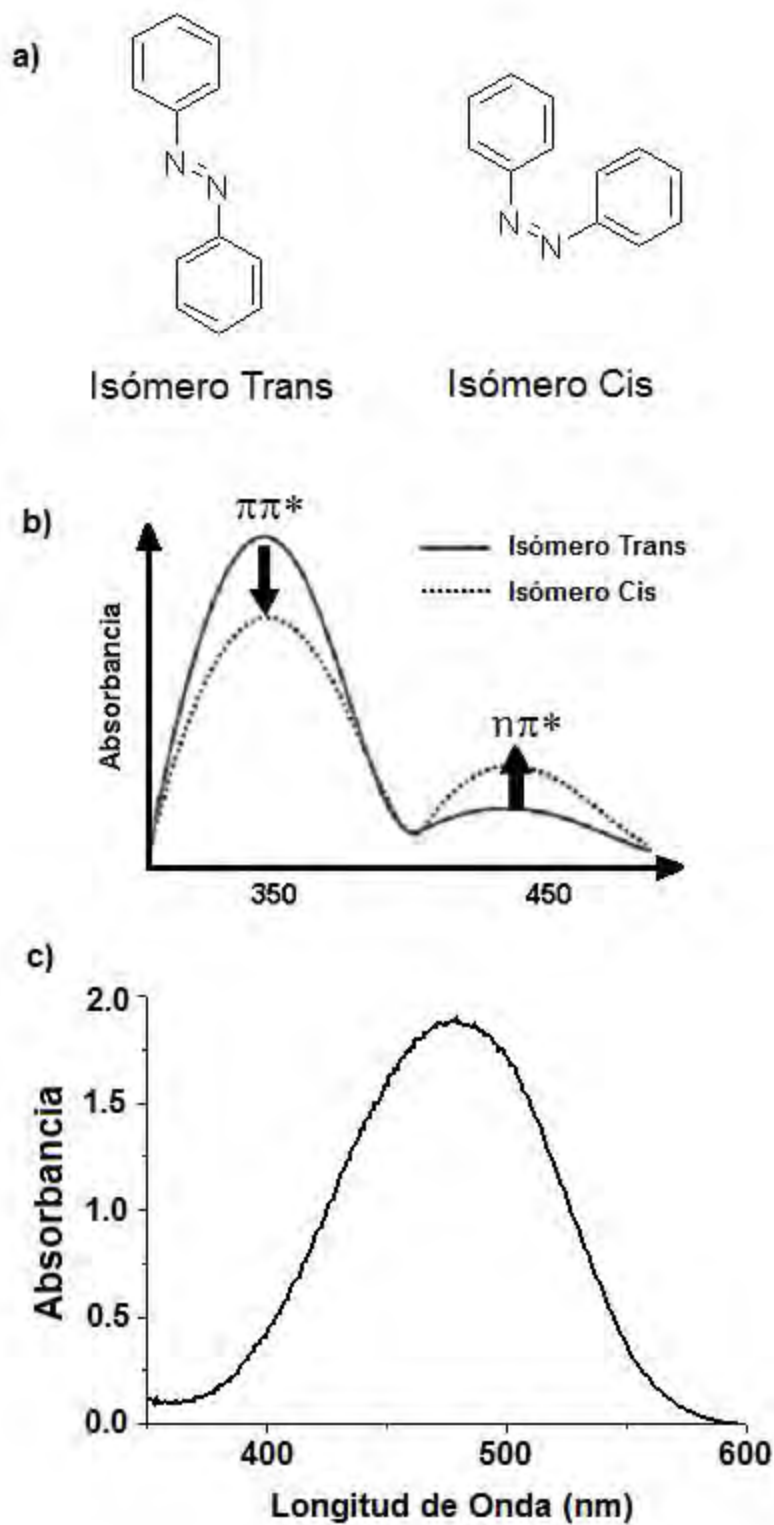 a)
N
N
N
N
Isómero Trans
Isómero Cis
b)
ππ*
Isómero Trans
Isómero Cis
nπ*
Absorbancia
350
450
c)
2.0
1.5
1.0
0.5
0.0
Absorbancia
400
500
600
Longitud de Onda (nm)